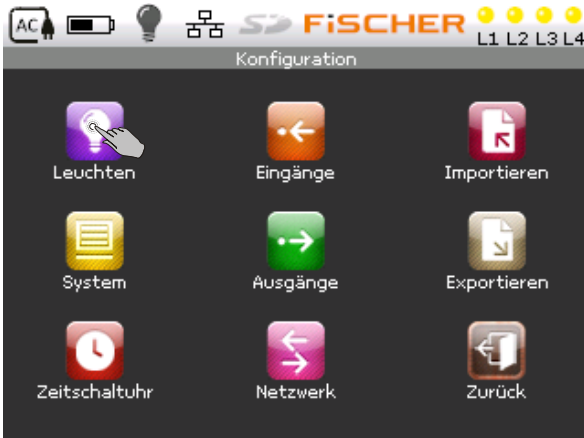 AC SD FiSCHER L1 L2 L3 L4
Konfiguration
Leuchten Eingänge Importieren
System Ausgänge Exportieren
Zeitschaltuhr Netzwerk Zurück